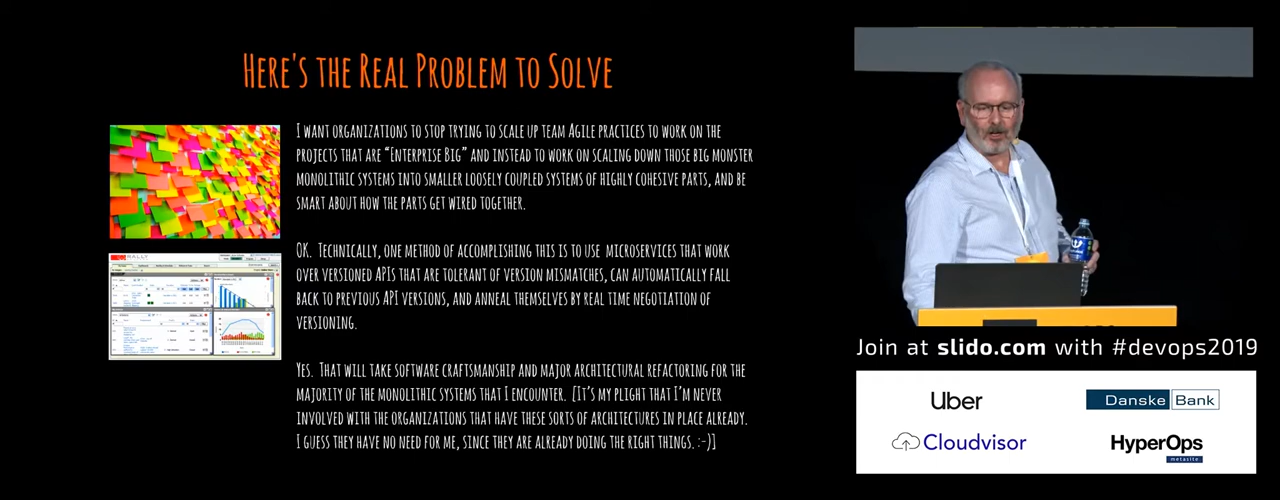 Here's the Real Problem to Solve
I want organizations to stop trying to scale up team Agile practices to work on the
projects that are “Enterprise Big” and instead to work on scaling down those big monster
monolithic systems into smaller loosely coupled systems of highly cohesive parts, and be
smart about how the parts get wired together.
OK. Technically, one method of accomplishing this is to use microservices that work
over versioned APIs that are tolerant of version mismatches, can automatically fall
back to previous API versions, and anneal themselves by real time negotiation of
versioning.
Yes. That will take software craftsmanship and major architectural refactoring for the
majority of the monolithic systems that I encounter. [It's my plight that I'm never
involved with the organizations that have these sorts of architectures in place already.
I guess they have no need for me, since they are already doing the right things. :-)]
RALLY
Join at slido.com with #devops2019
Uber
Danske Bank
Cloudvisor
HyperOps
metasite